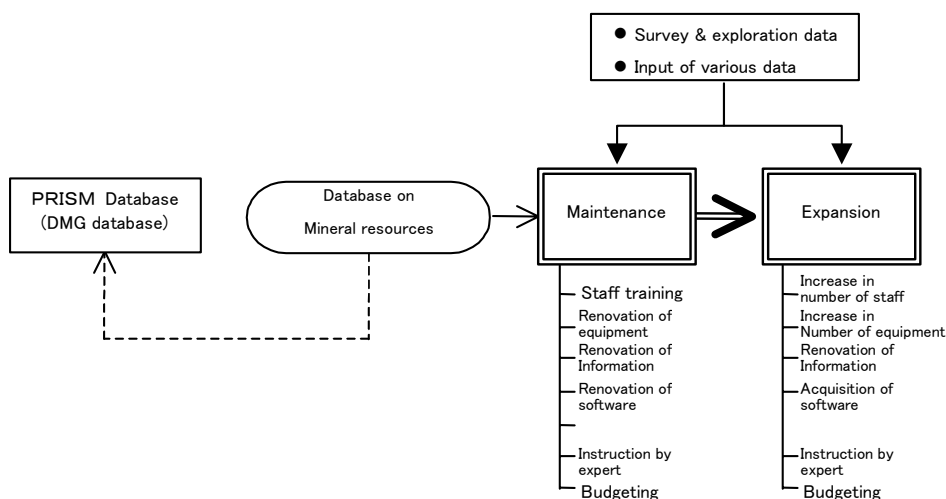 ● Survey & exploration data
● Input of various data
PRISM Database
(DMG database)
Database on
Mineral resources
Maintenance
Expansion
Staff training
Renovation of
equipment
Renovation of
Information
Renovation of
software
Instruction by
expert
Budgeting
Increase in
number of staff
Increase in
Number of equipment
Renovation of
Information
Acquisition of
software
Instruction by
expert
Budgeting